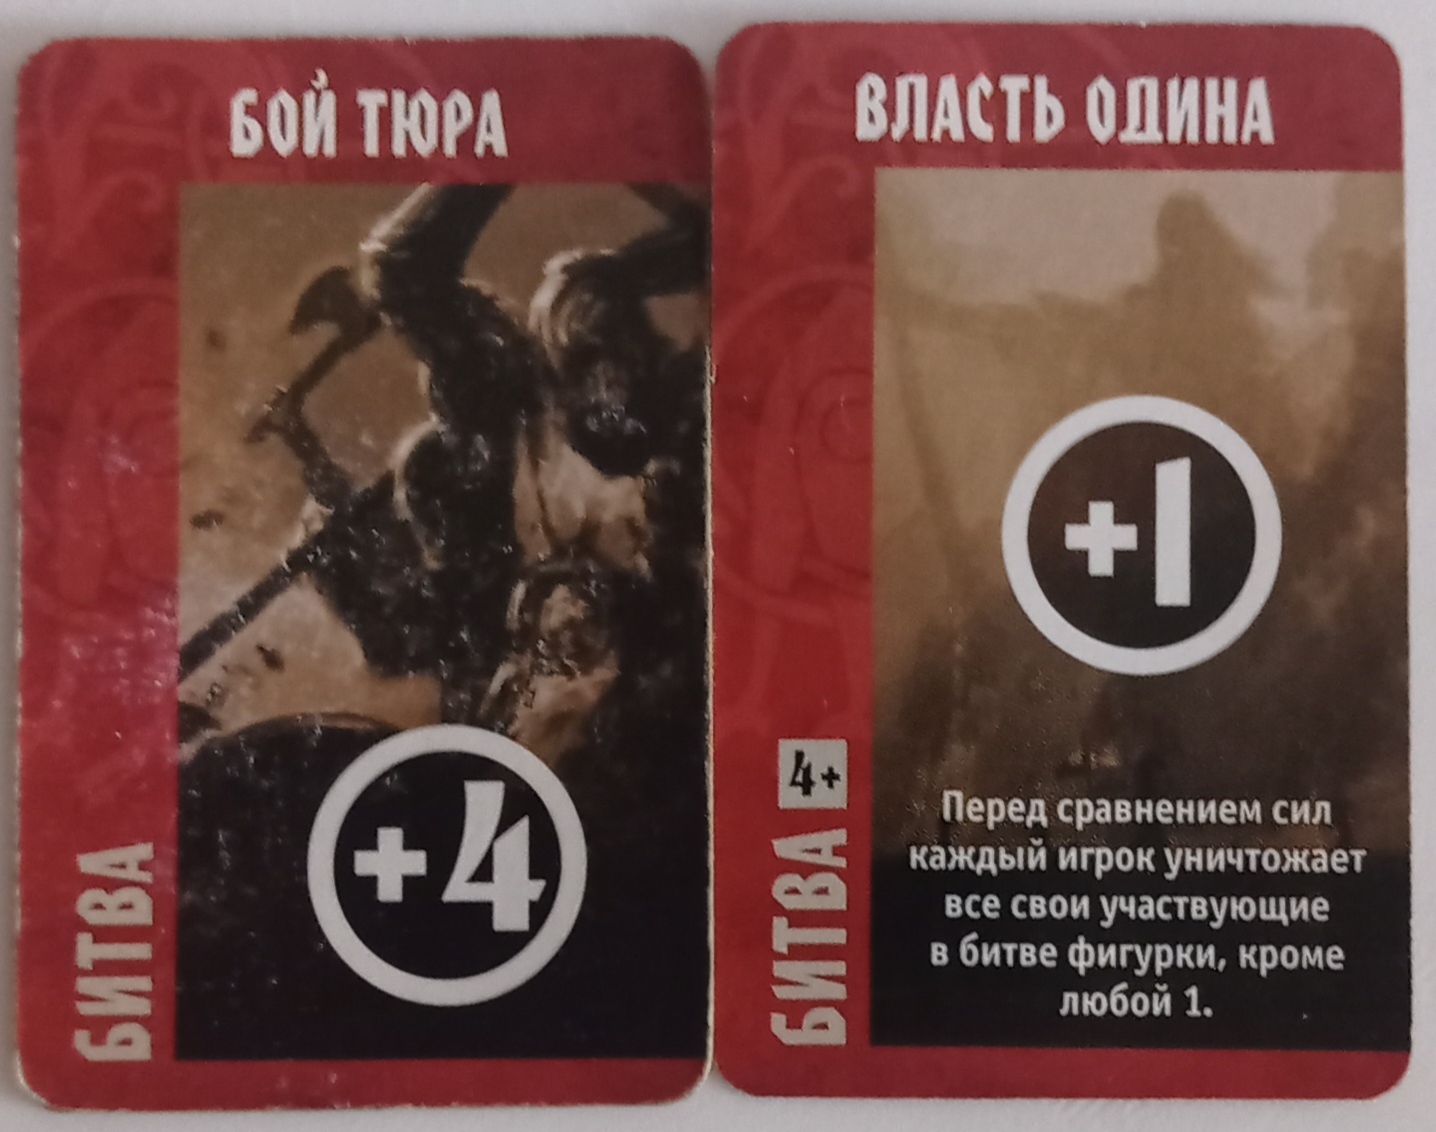 БОЙ ТЮРА
+4
БИТВА
ВЛАСТЬ ОДИНА
+1
4+
БИТВА
Перед сравнением сил
каждый игрок уничтожает
все свои участвующие
в битве фигурки, кроме
любой 1.